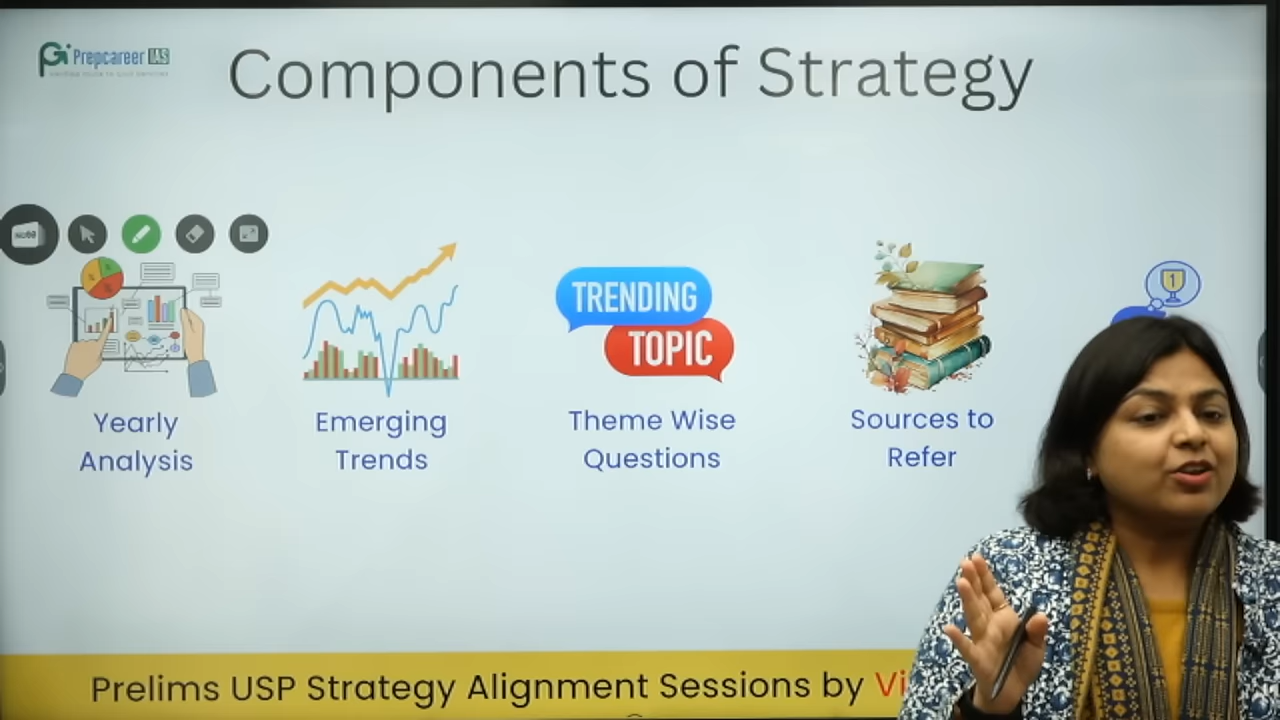 Prepcareer IAS
Components of Strategy
TRENDING
TOPIC
1
Yearly
Analysis
Emerging
Trends
Theme Wise
Questions
Sources to
Refer
Prelims USP Strategy Alignment Sessions by Vi